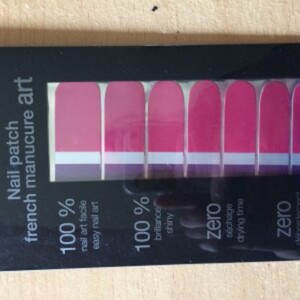 Nail patch
french manucure art
100 %
nail art facile
easy nail art
100 %
brillance
shiny
zero
séchage
drying time
zero